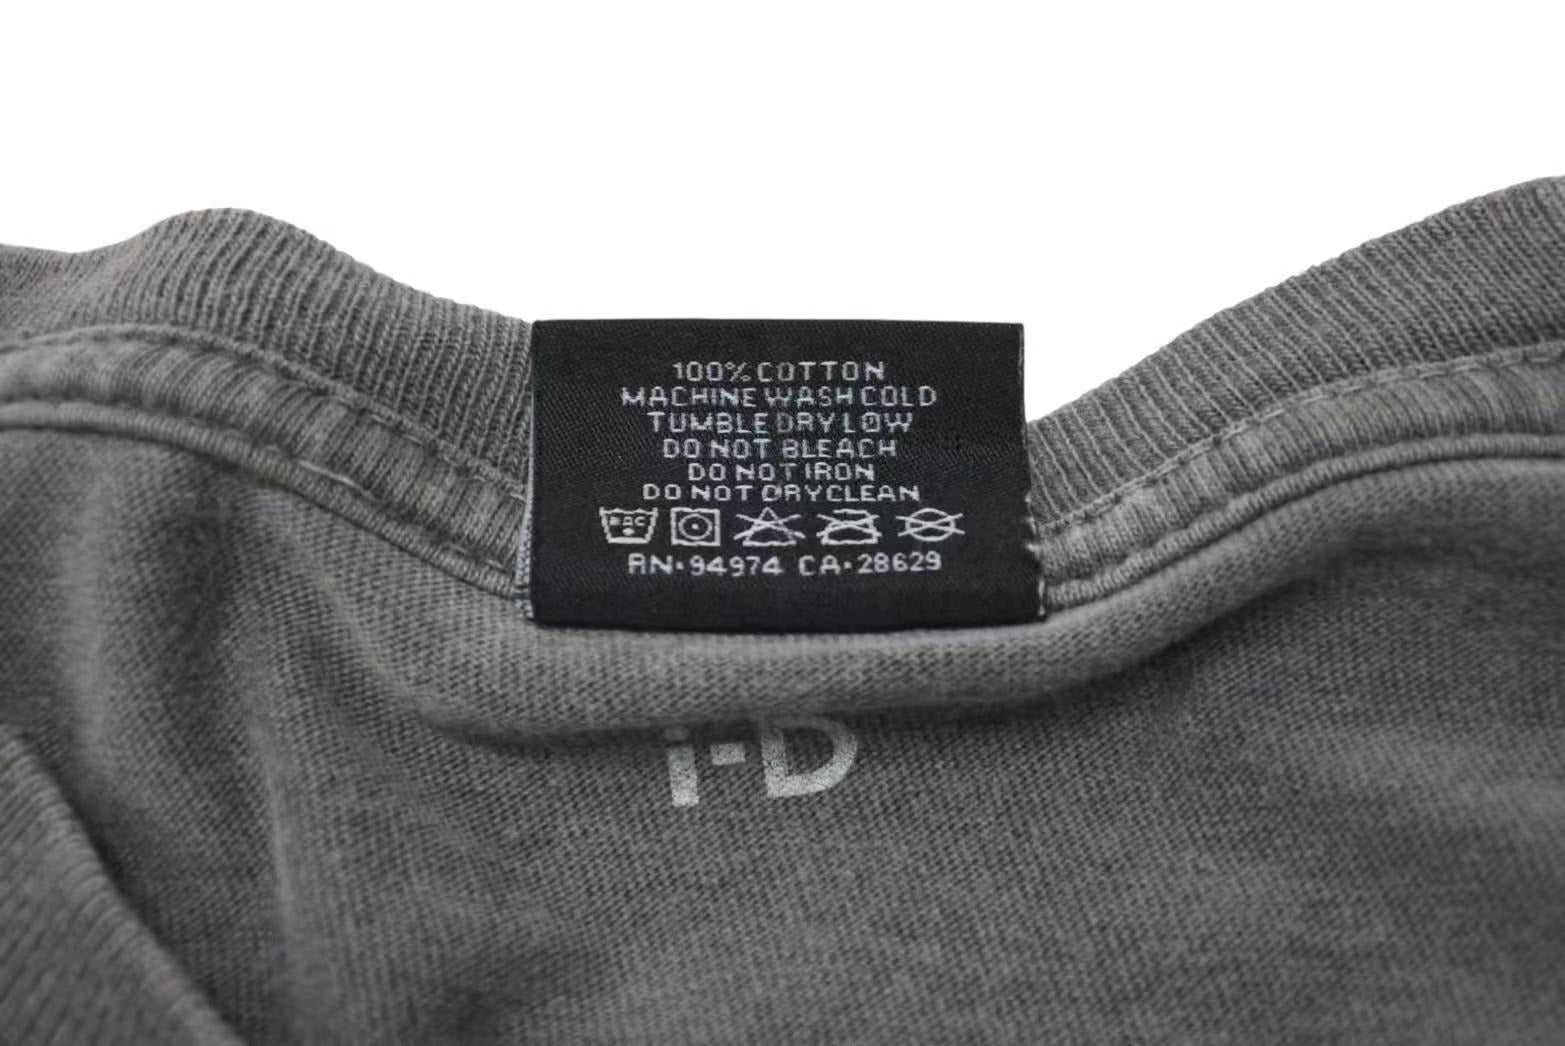 100% COTTON
MACHINE WASH COLD
TUMBLE DRY LOW
DO NOT BLEACH
DO NOT IRON
DO NOT DRYCLEAN
RN•94974 CA•28629
i-D